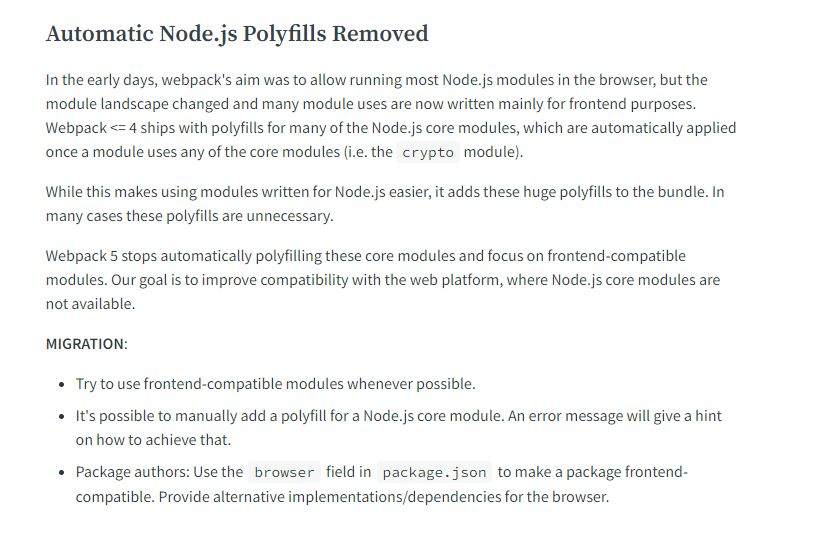 Automatic Node.js Polyfills Removed
In the early days, webpack's aim was to allow running most Node.js modules in the browser, but the
module landscape changed and many module uses are now written mainly for frontend purposes.
Webpack <= 4 ships with polyfills for many of the Node.js core modules, which are automatically applied
once a module uses any of the core modules (i.e. the crypto module).
While this makes using modules written for Node.js easier, it adds these huge polyfills to the bundle. In
many cases these polyfills are unnecessary.
Webpack 5 stops automatically polyfilling these core modules and focus on frontend-compatible
modules. Our goal is to improve compatibility with the web platform, where Node.js core modules are
not available.
MIGRATION:
• Try to use frontend-compatible modules whenever possible.
• It's possible to manually add a polyfill for a Node.js core module. An error message will give a hint
on how to achieve that.
• Package authors: Use the browser field in package.json to make a package frontend-
compatible. Provide alternative implementations/dependencies for the browser.